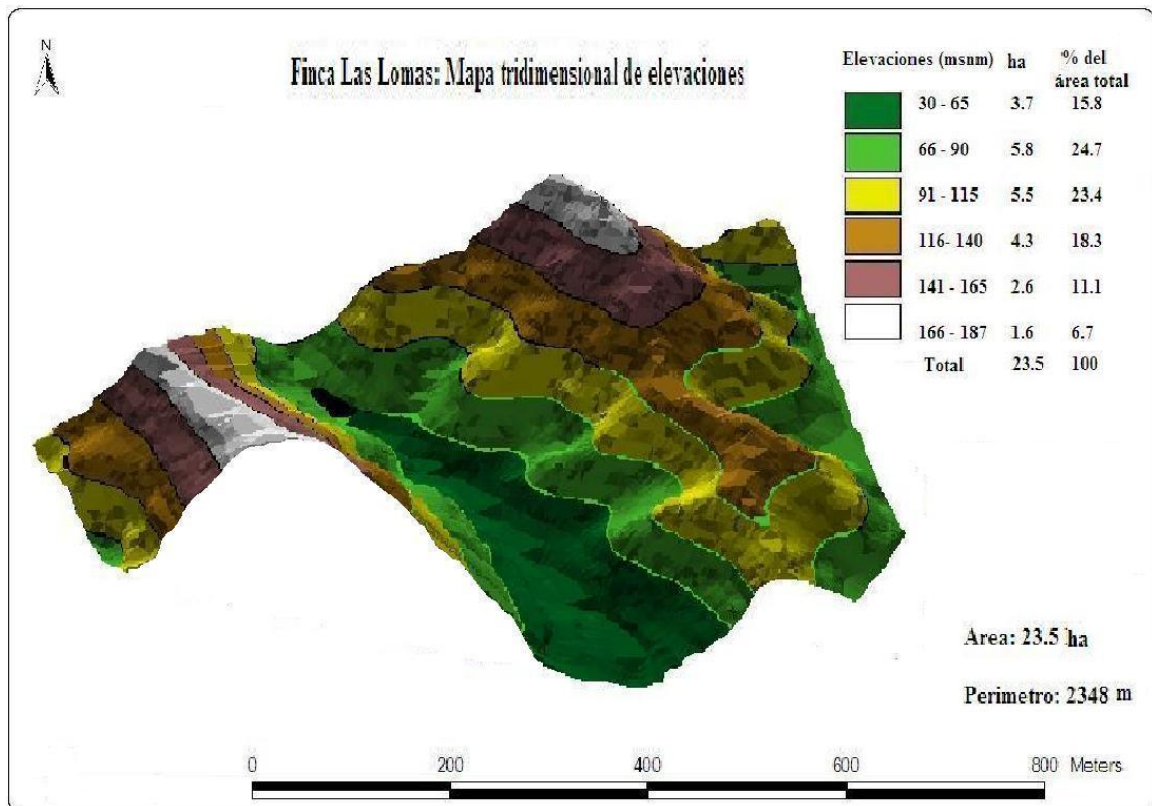 N
Finca Las Lomas: Mapa tridimensional de elevaciones
Elevaciones (msnm) ha % del área total
30 - 65 3.7 15.8
66 - 90 5.8 24.7
91 - 115 5.5 23.4
116- 140 4.3 18.3
141 - 165 2.6 11.1
166 - 187 1.6 6.7
Total 23.5 100
Area: 23.5 ha
Perimetro: 2348 m
0 200 400 600 800 Meters